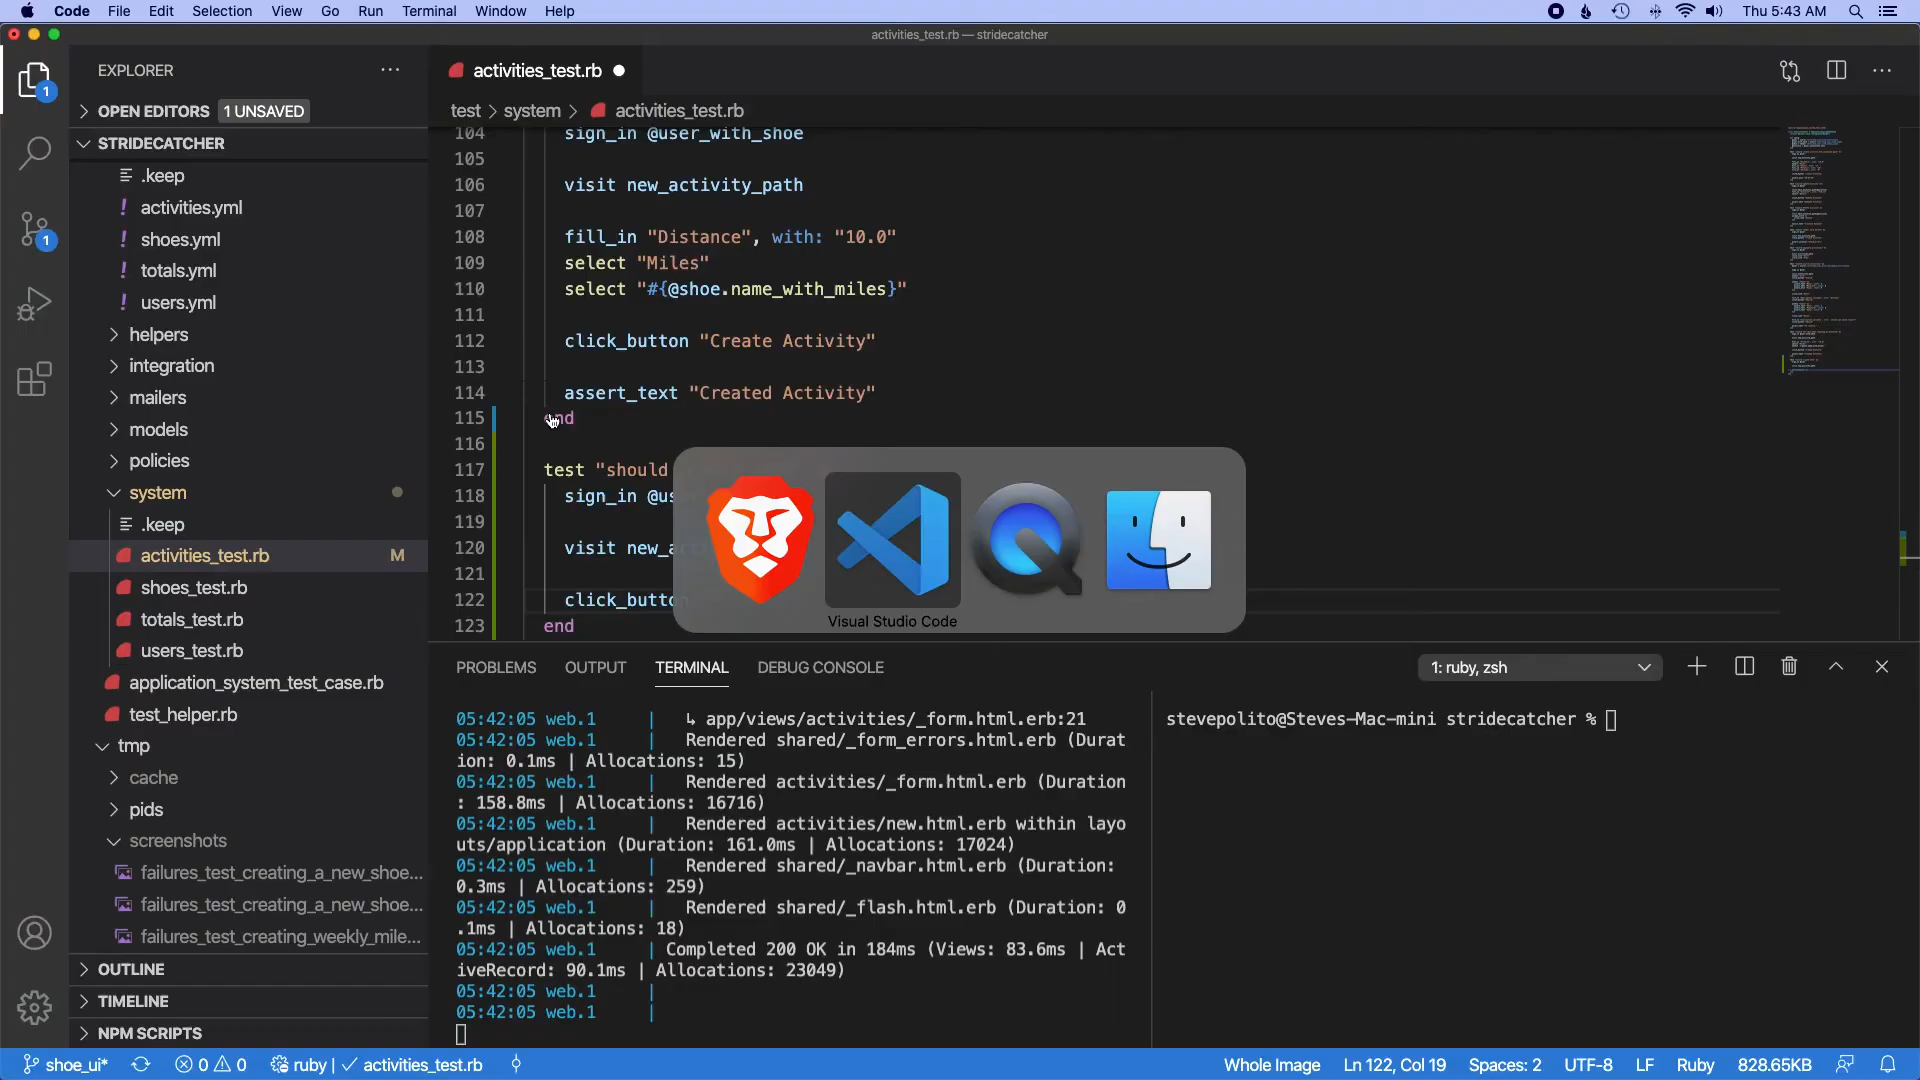 Code File Edit Selection View Go Run Terminal Window Help Thu 5:43 AM
activities_test.rb — stridecatcher
EXPLORER
OPEN EDITORS 1 UNSAVED
STRIDECATCHER
.keep
activities.yml
shoes.yml
totals.yml
users.yml
helpers
integration
mailers
models
policies
system
.keep
activities_test.rb M
shoes_test.rb
totals_test.rb
users_test.rb
application_system_test_case.rb
test_helper.rb
tmp
cache
pids
screenshots
failures_test_creating_a_new_shoe...
failures_test_creating_a_new_shoe...
failures_test_creating_weekly_mile...
OUTLINE
TIMELINE
NPM SCRIPTS
1
1
activities_test.rb
test > system > activities_test.rb
104 sign_in @user_with_shoe
105
106 visit new_activity_path
107
108 fill_in "Distance", with: "10.0"
109 select "Miles"
110 select "#{@shoe.name_with_miles}"
111
112 click_button "Create Activity"
113
114 assert_text "Created Activity"
115 end
116
117 test "should
118 sign_in
119
120 visit
121
122
123 end
Visual Studio Code
PROBLEMS OUTPUT TERMINAL DEBUG CONSOLE 1: ruby, zsh
05:42:05 web.1 | ↳ app/views/activities/_form.html.erb:21
05:42:05 web.1 | Rendered shared/_form_errors.html.erb (Durat
ion: 0.1ms | Allocations: 15)
05:42:05 web.1 | Rendered activities/_form.html.erb (Duration
: 158.8ms | Allocations: 16716)
05:42:05 web.1 | Rendered activities/new.html.erb within layo
uts/application (Duration: 161.0ms | Allocations: 17024)
05:42:05 web.1 | Rendered shared/_navbar.html.erb (Duration:
0.3ms | Allocations: 259)
05:42:05 web.1 | Rendered shared/_flash.html.erb (Duration: 0
.1ms | Allocations: 18)
05:42:05 web.1 | Completed 200 OK in 184ms (Views: 83.6ms | Act
iveRecord: 90.1ms | Allocations: 23049)
05:42:05 web.1 |
05:42:05 web.1 |
stevepolito@Steves-Mac-mini stridecatcher %
shoe_ui* 0 0 ruby | ✓ activities_test.rb Whole Image Ln 122, Col 19 Spaces: 2 UTF-8 LF Ruby 828.65KB